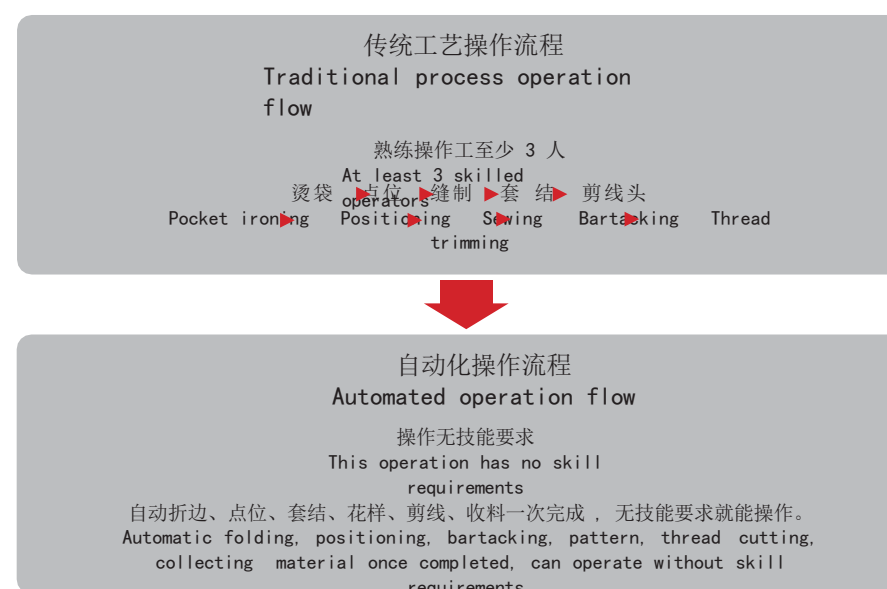 传统工艺操作流程
Traditional process operation
flow
熟练操作工至少 3 人
At least 3 skilled
operators
烫袋 点位 缝制 套 结 剪线头
Pocket ironing Positioning Sewing Bartacking Thread
trimming
自动化操作流程
Automated operation flow
操作无技能要求
This operation has no skill
requirements
自动折边、点位、套结、花样、剪线、收料一次完成 , 无技能要求就能操作。
Automatic folding, positioning, bartacking, pattern, thread cutting,
collecting material once completed, can operate without skill
requirements